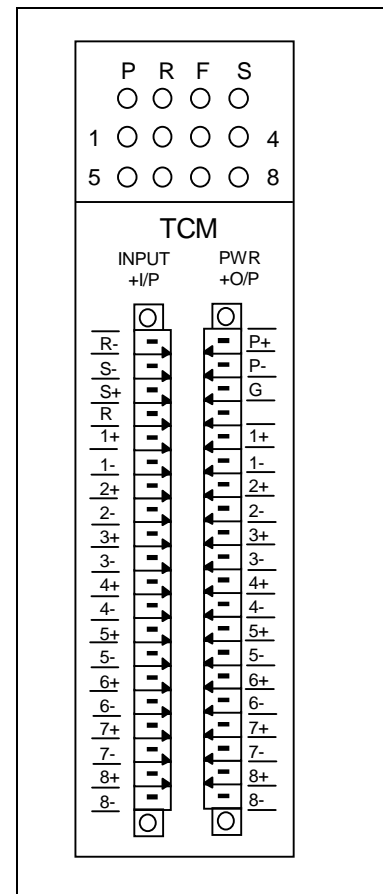 P R F S
1 4
5 8
TCM
INPUT PWR
+I/P +O/P
R- P+
S- P-
S+ G
R
1+ 1+
1- 1-
2+ 2+
2- 2-
3+ 3+
3- 3-
4+ 4+
4- 4-
5+ 5+
5- 5-
6+ 6+
6- 6-
7+ 7+
7- 7-
8+ 8+
8- 8-